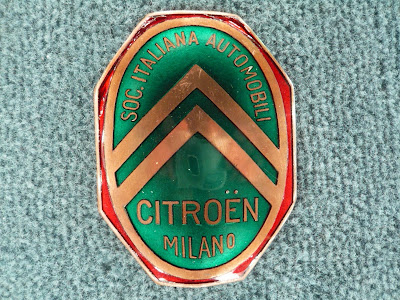 SOC. ITALIANA AUTOMOBILI
CITROËN
MILANO